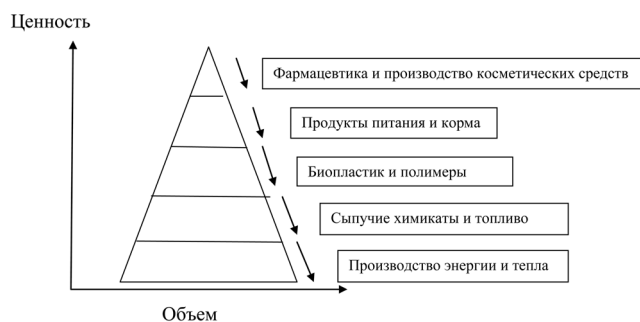 Ценность
Фармацевтика и производство косметических средств
Продукты питания и корма
Биопластик и полимеры
Сыпучие химикаты и топливо
Производство энергии и тепла
Объем